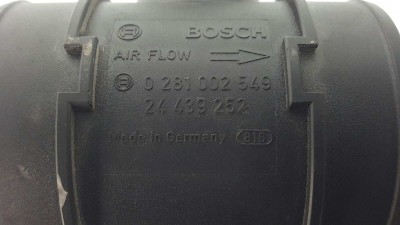 BOSCH
AIR FLOW
0 281 002 549
24 439 252
Made in Germany